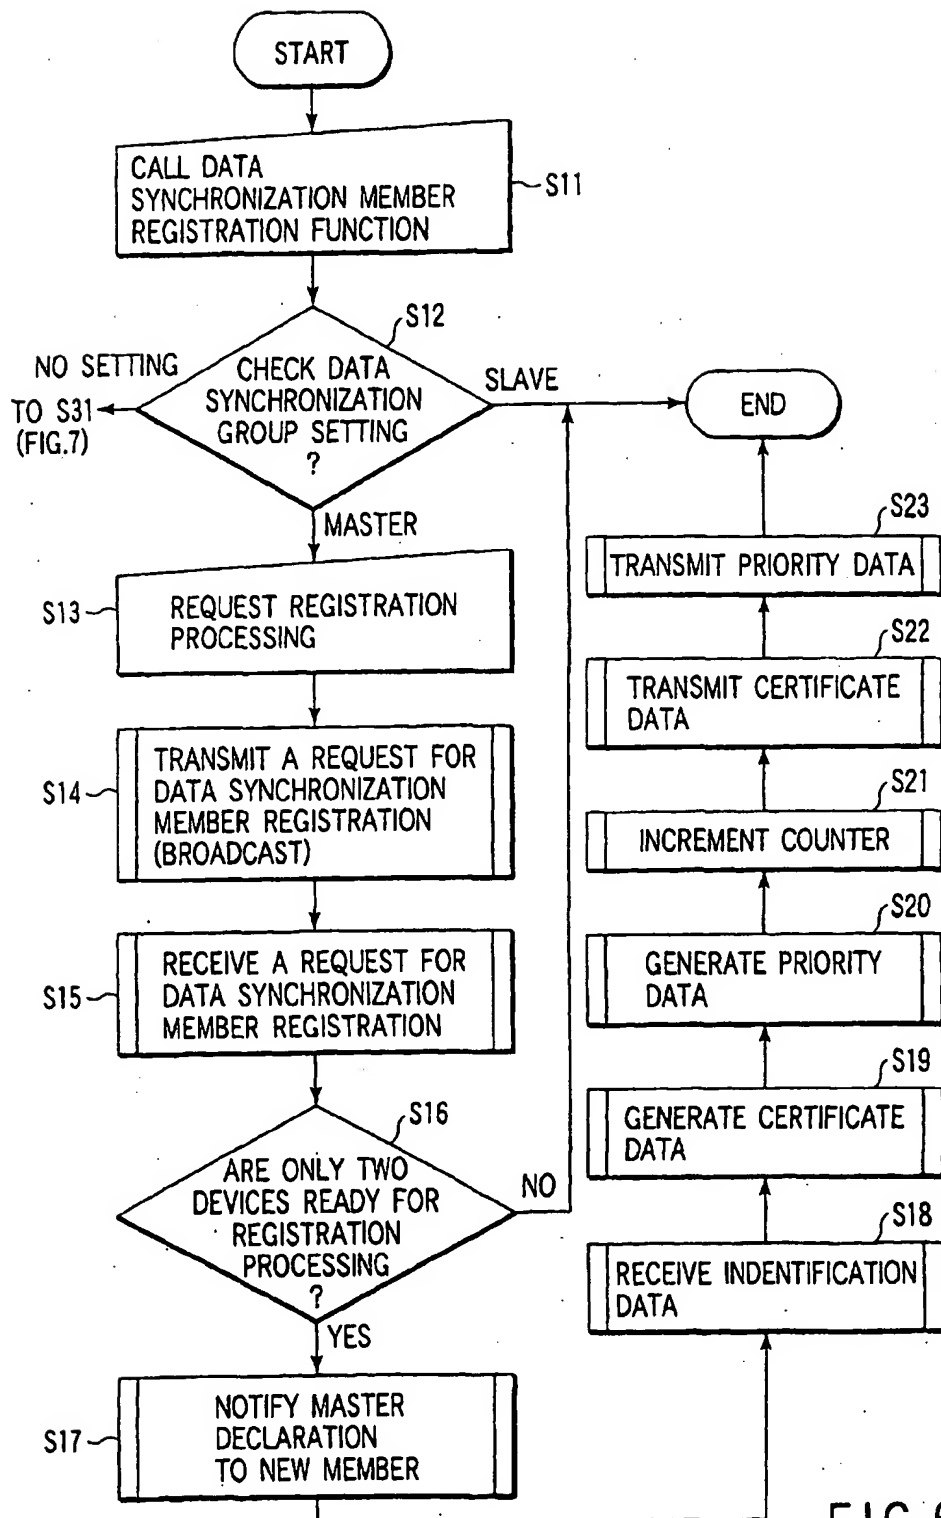 START
CALL DATA
SYNCHRONIZATION MEMBER
REGISTRATION FUNCTION
S11
S12
NO SETTING
TO S31
(FIG.7)
CHECK DATA
SYNCHRONIZATION
GROUP SETTING
?
SLAVE
END
MASTER
S13
REQUEST REGISTRATION
PROCESSING
S14
TRANSMIT A REQUEST FOR
DATA SYNCHRONIZATION
MEMBER REGISTRATION
(BROADCAST)
S15
RECEIVE A REQUEST FOR
DATA SYNCHRONIZATION
MEMBER REGISTRATION
S16
ARE ONLY TWO
DEVICES READY FOR
REGISTRATION
PROCESSING
?
NO
YES
S17
NOTIFY MASTER
DECLARATION
TO NEW MEMBER
S23
TRANSMIT PRIORITY DATA
S22
TRANSMIT CERTIFICATE
DATA
S21
INCREMENT COUNTER
S20
GENERATE PRIORITY
DATA
S19
GENERATE CERTIFICATE
DATA
S18
RECEIVE INDENTIFICATION
DATA
FIG.